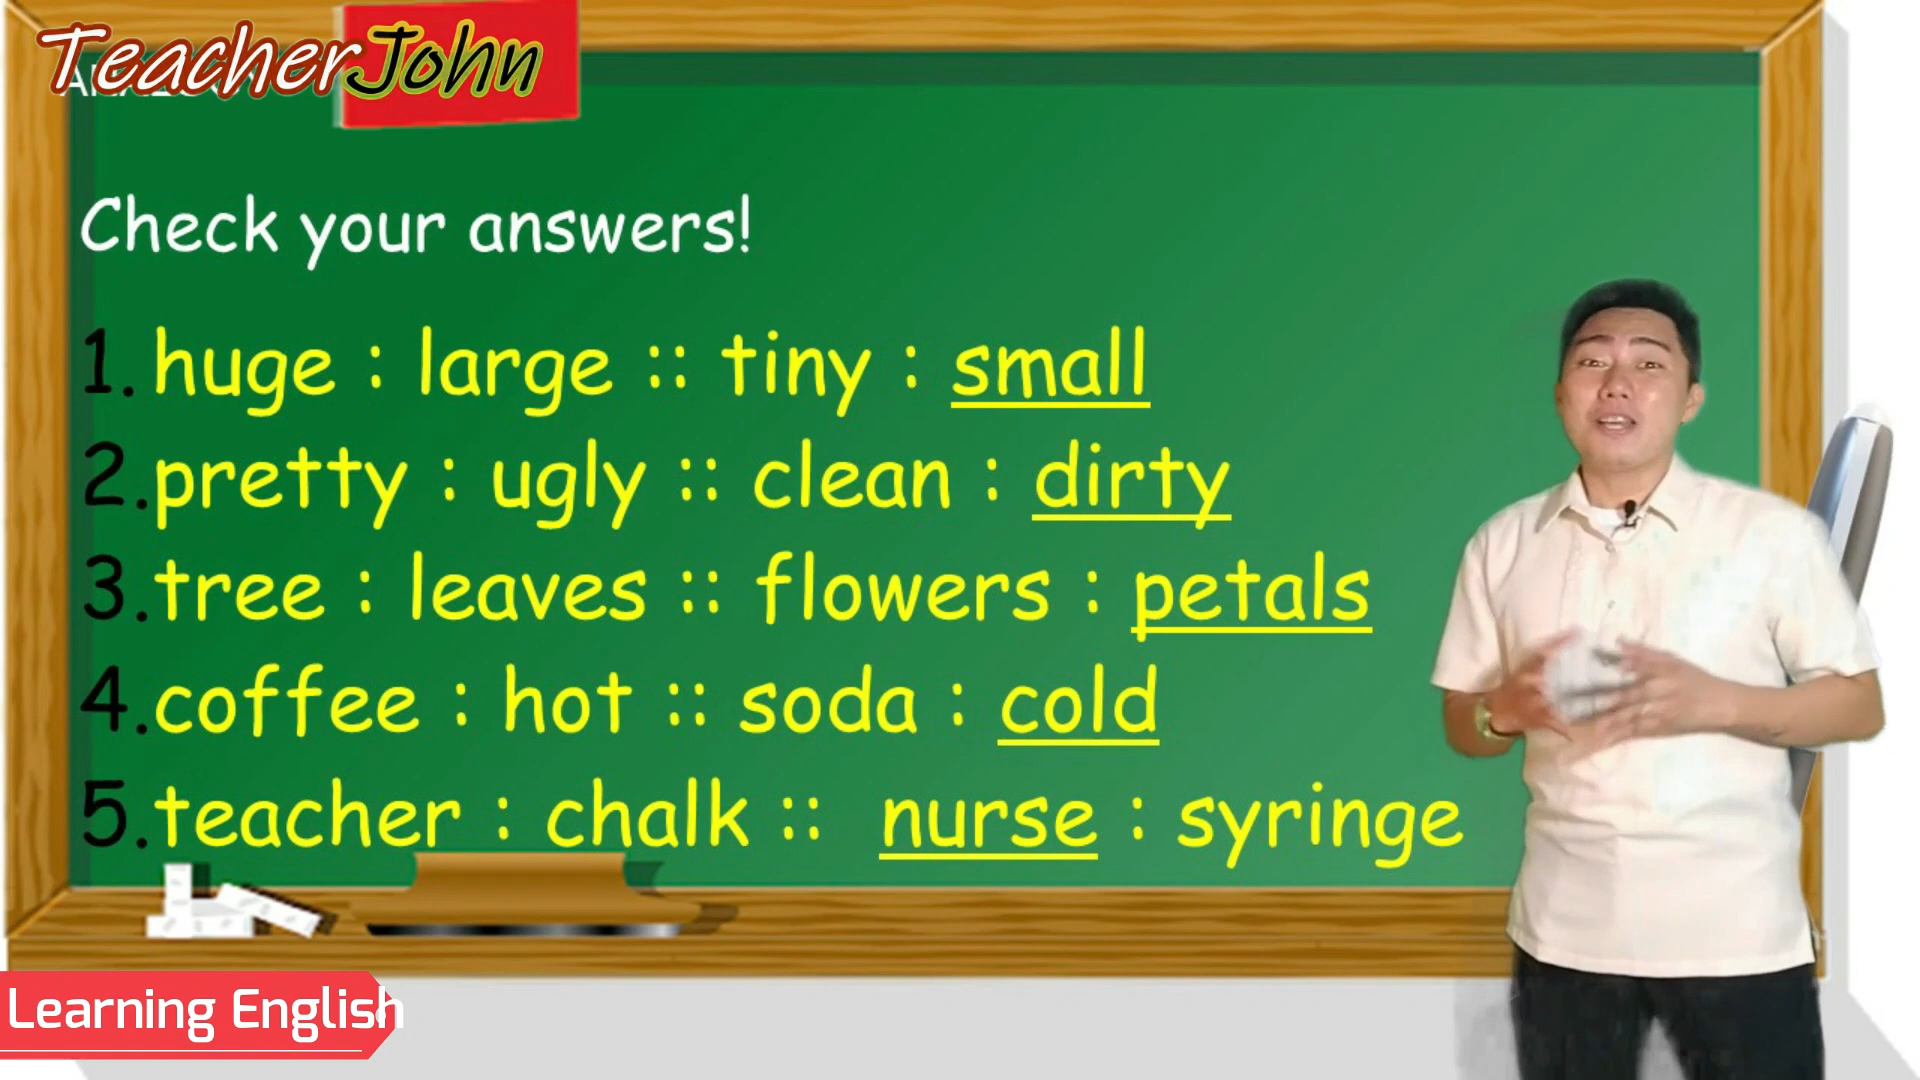 TeacherJohn
Check your answers!
1. huge : large :: tiny : small
2.pretty : ugly :: clean : dirty
3.tree : leaves :: flowers : petals
4.coffee : hot :: soda : cold
5.teacher : chalk :: nurse : syringe
Learning English